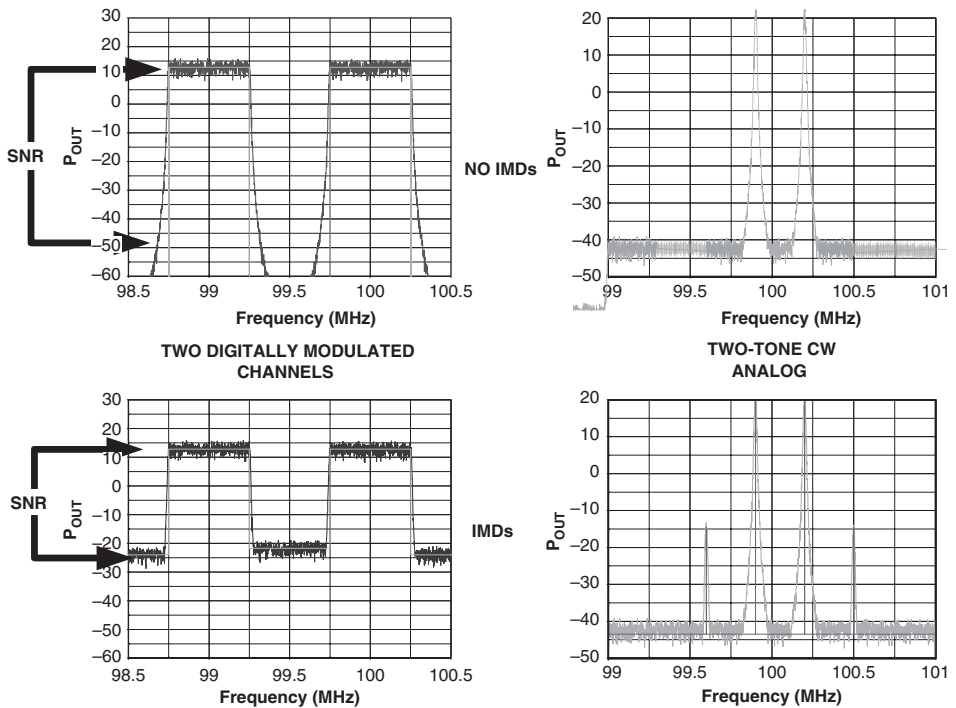 30
20
10
0
–10
–20
–30
–40
–50
–60
SNR
P_OUT
98.5 99 99.5 100 100.5
Frequency (MHz)
TWO DIGITALLY MODULATED
CHANNELS
NO IMDs
20
10
0
–10
–20
–30
–40
–50
P_OUT
99 99.5 100 100.5 101
Frequency (MHz)
TWO-TONE CW
ANALOG
30
20
10
0
–10
–20
–30
–40
–50
–60
SNR
P_OUT
98.5 99 99.5 100 100.5
Frequency (MHz)
IMDs
20
10
0
–10
–20
–30
–40
–50
P_OUT
99 99.5 100 100.5 101
Frequency (MHz)